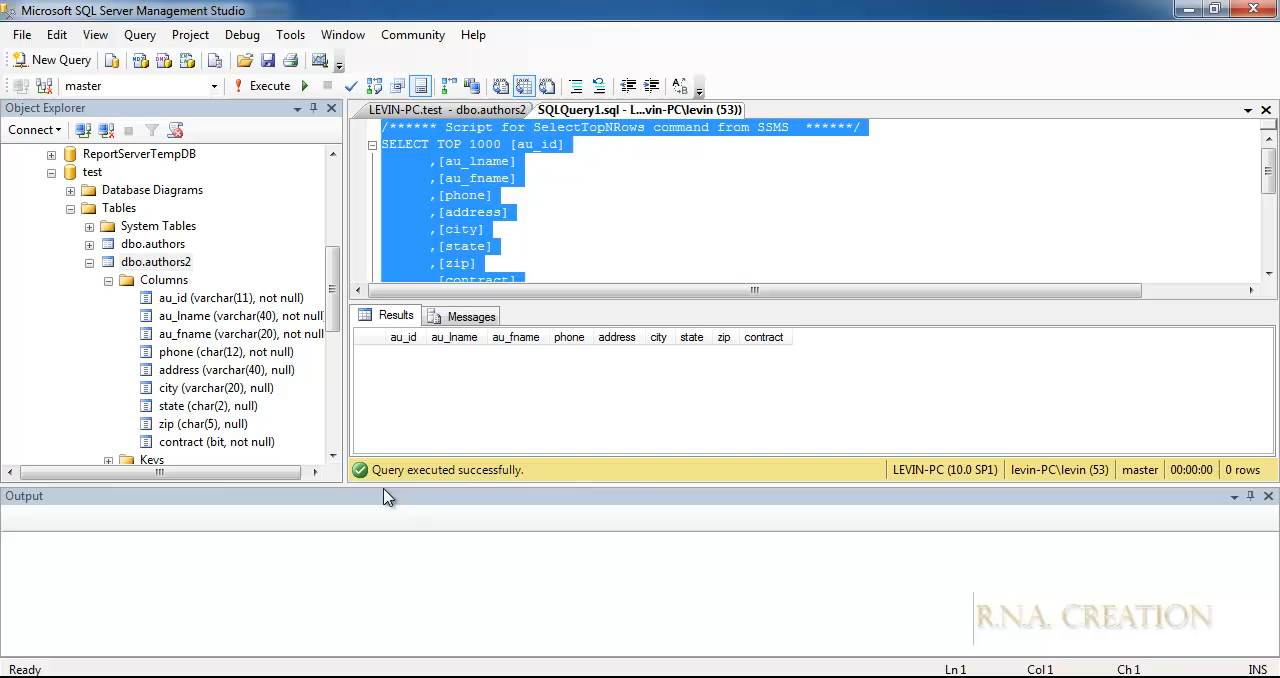 Microsoft SQL Server Management Studio
File Edit View Query Project Debug Tools Window Community Help
New Query
master Execute
Object Explorer
Connect
ReportServerTempDB
test
Database Diagrams
Tables
System Tables
dbo.authors
dbo.authors2
Columns
au_id (varchar(11), not null)
au_lname (varchar(40), not null
au_fname (varchar(20), not null
phone (char(12), not null)
address (varchar(40), null)
city (varchar(20), null)
state (char(2), null)
zip (char(5), null)
contract (bit, not null)
Keys
LEVIN-PC.test - dbo.authors2 SQLQuery1.sql - L...vin-PC\levin (53))
/****** Script for SelectTopNRows command from SSMS ******/
SELECT TOP 1000 [au_id]
,[au_lname]
,[au_fname]
,[phone]
,[address]
,[city]
,[state]
,[zip]
,[contract]
Results Messages
au_id au_lname au_fname phone address city state zip contract
Query executed successfully. LEVIN-PC (10.0 SP1) levin-PC\levin (53) master 00:00:00 0 rows
Output
R.N.A. CREATION
Ready Ln 1 Col 1 Ch 1 INS